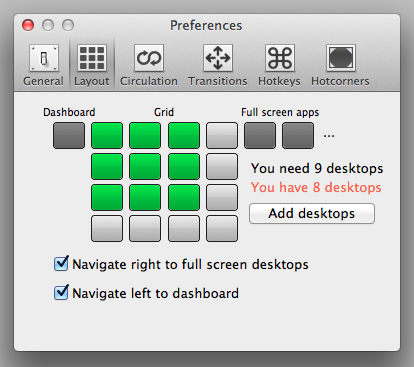 Preferences
General Layout Circulation Transitions Hotkeys Hotcorners
Dashboard Grid Full screen apps
...
You need 9 desktops
You have 8 desktops
Add desktops
Navigate right to full screen desktops
Navigate left to dashboard